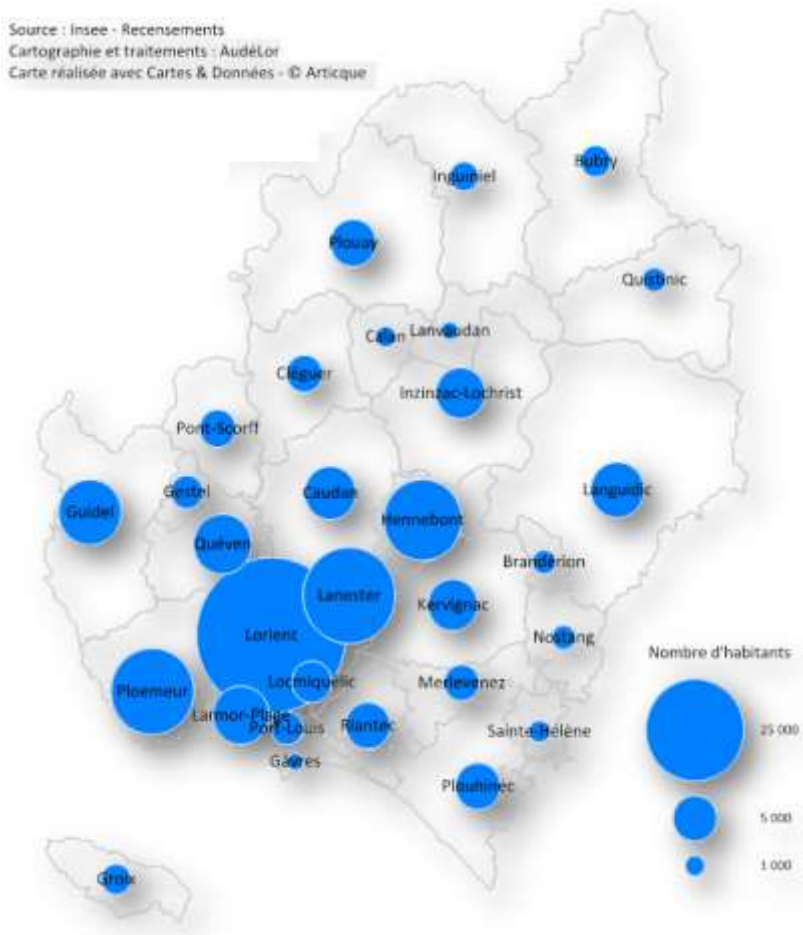 Source : Insee - Recensements
Cartographie et traitements : AudéLor
Carte réalisée avec Cartes & Données - © Articque
Bubry
Inguiniel
Plouay
Quistinic
Calan
Lanvaudan
Cléguer
Inzinzac-Lochrist
Pont-Scorff
Gestel
Caudan
Languidic
Guidel
Hennebont
Quéven
Brandérion
Lanester
Kervignac
Lorient
Nostang
Nombre d'habitants
Locmiquelic
Merlevenez
Ploemeur
Larmor-Plage
Port-Louis
Riantec
Sainte-Hélène
25 000
Gâvres
Plouhinec
5 000
1 000
Groix